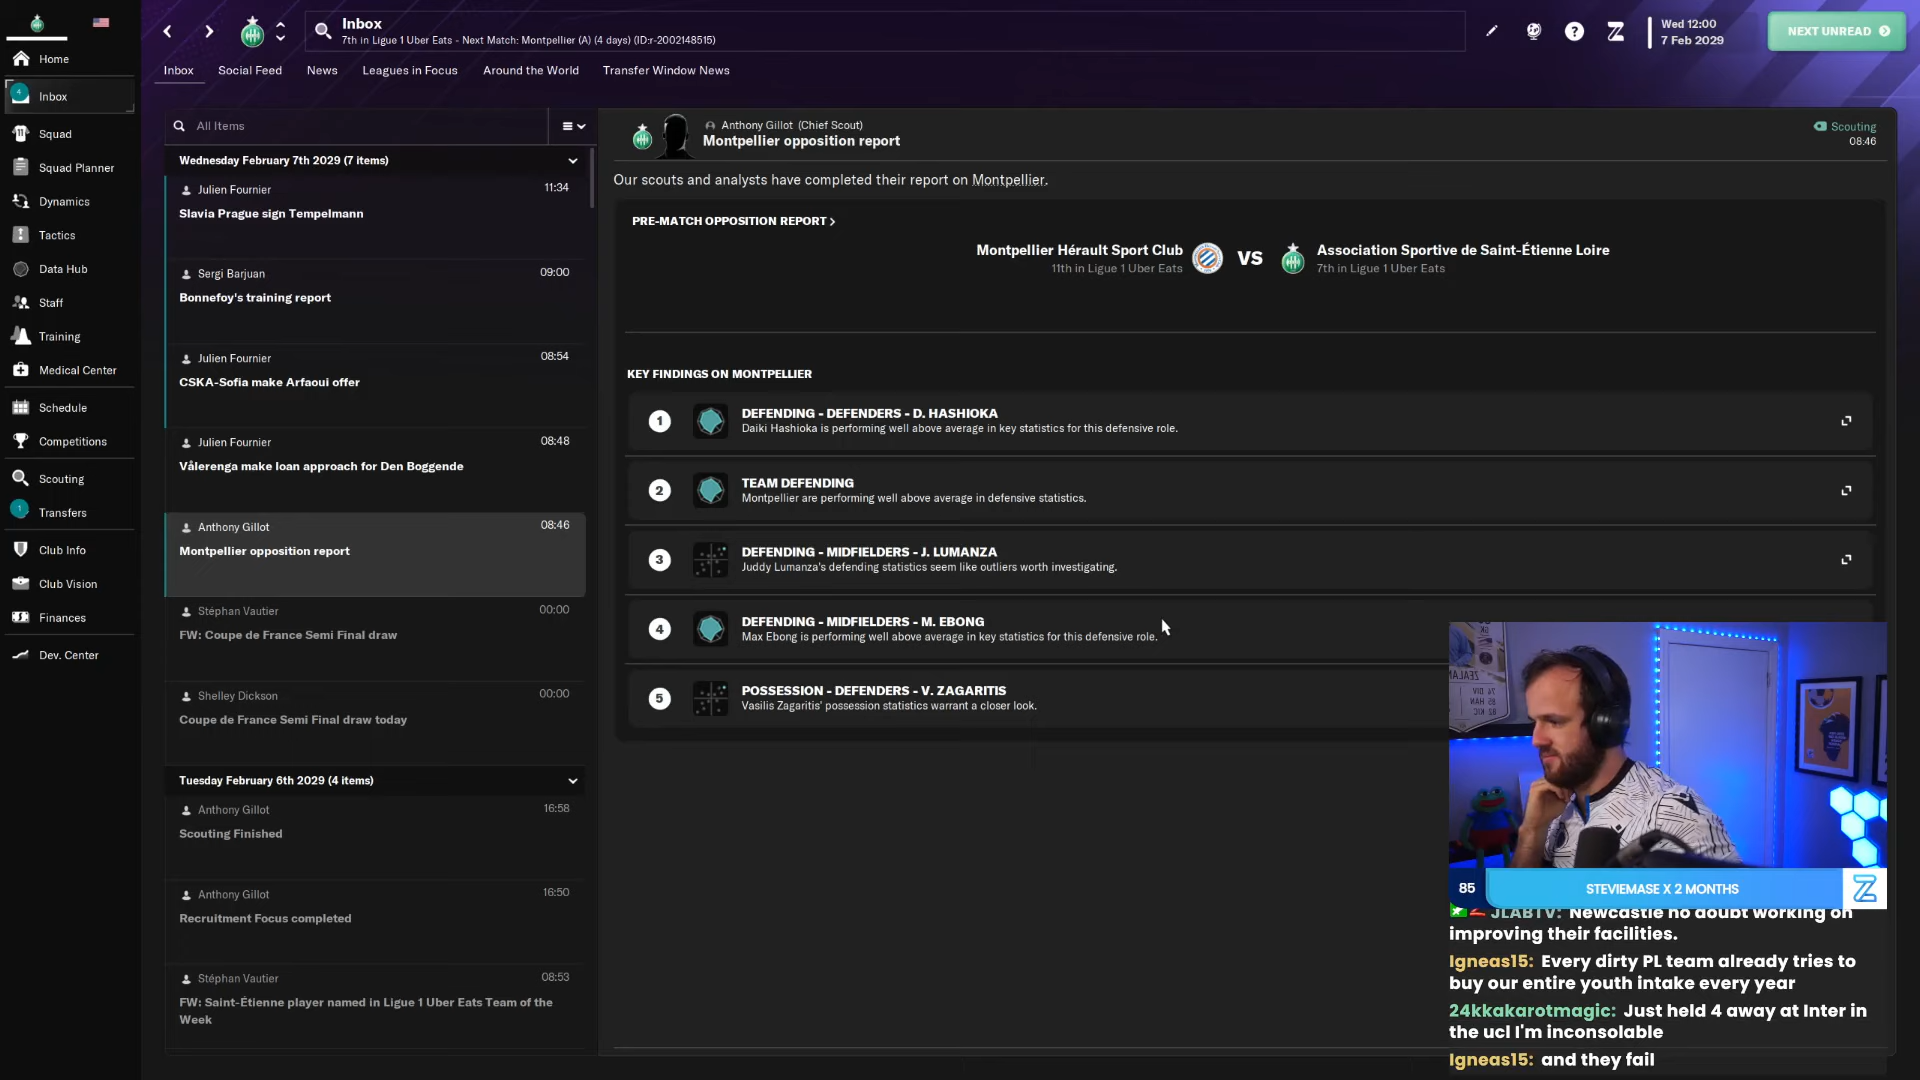 Inbox
7th in Ligue 1 Uber Eats - Next Match: Montpellier (A) (4 days) (ID:r-2002148515)
Wed 12:00
7 Feb 2029
NEXT UNREAD
Home
4
Inbox
Squad
Squad Planner
Dynamics
Tactics
Data Hub
Staff
Training
Medical Center
Schedule
Competitions
Scouting
1
Transfers
Club Info
Club Vision
Finances
Dev. Center
Inbox
Social Feed
News
Leagues in Focus
Around the World
Transfer Window News
All Items
Wednesday February 7th 2029 (7 items)
Julien Fournier 11:34
Slavia Prague sign Tempelmann
Sergi Barjuan 09:00
Bonnefoy's training report
Julien Fournier 08:54
CSKA-Sofia make Arfaoui offer
Julien Fournier 08:48
Vålerenga make loan approach for Den Boggende
Anthony Gillot 08:46
Montpellier opposition report
Stéphan Vautier 00:00
FW: Coupe de France Semi Final draw
Shelley Dickson 00:00
Coupe de France Semi Final draw today
Tuesday February 6th 2029 (4 items)
Anthony Gillot 16:58
Scouting Finished
Anthony Gillot 16:50
Recruitment Focus completed
Stéphan Vautier 08:53
FW: Saint-Étienne player named in Ligue 1 Uber Eats Team of the
Week
Anthony Gillot (Chief Scout)
Montpellier opposition report
Scouting
08:46
Our scouts and analysts have completed their report on Montpellier.
PRE-MATCH OPPOSITION REPORT
Montpellier Hérault Sport Club
11th in Ligue 1 Uber Eats
VS
Association Sportive de Saint-Étienne Loire
7th in Ligue 1 Uber Eats
KEY FINDINGS ON MONTPELLIER
1
DEFENDING - DEFENDERS - D. HASHIOKA
Daiki Hashioka is performing well above average in key statistics for this defensive role.
2
TEAM DEFENDING
Montpellier are performing well above average in defensive statistics.
3
DEFENDING - MIDFIELDERS - J. LUMANZA
Juddy Lumanza's defending statistics seem like outliers worth investigating.
4
DEFENDING - MIDFIELDERS - M. EBONG
Max Ebong is performing well above average in key statistics for this defensive role.
5
POSSESSION - DEFENDERS - V. ZAGARITIS
Vasilis Zagaritis' possession statistics warrant a closer look.
85
STEVIEMASE X 2 MONTHS
JLABTV: Newcastle no doubt working on
improving their facilities.
Igneas15: Every dirty PL team already tries to
buy our entire youth intake every year
24kkakarotmagic: Just held 4 away at Inter in
the ucl I'm inconsolable
Igneas15: and they fail